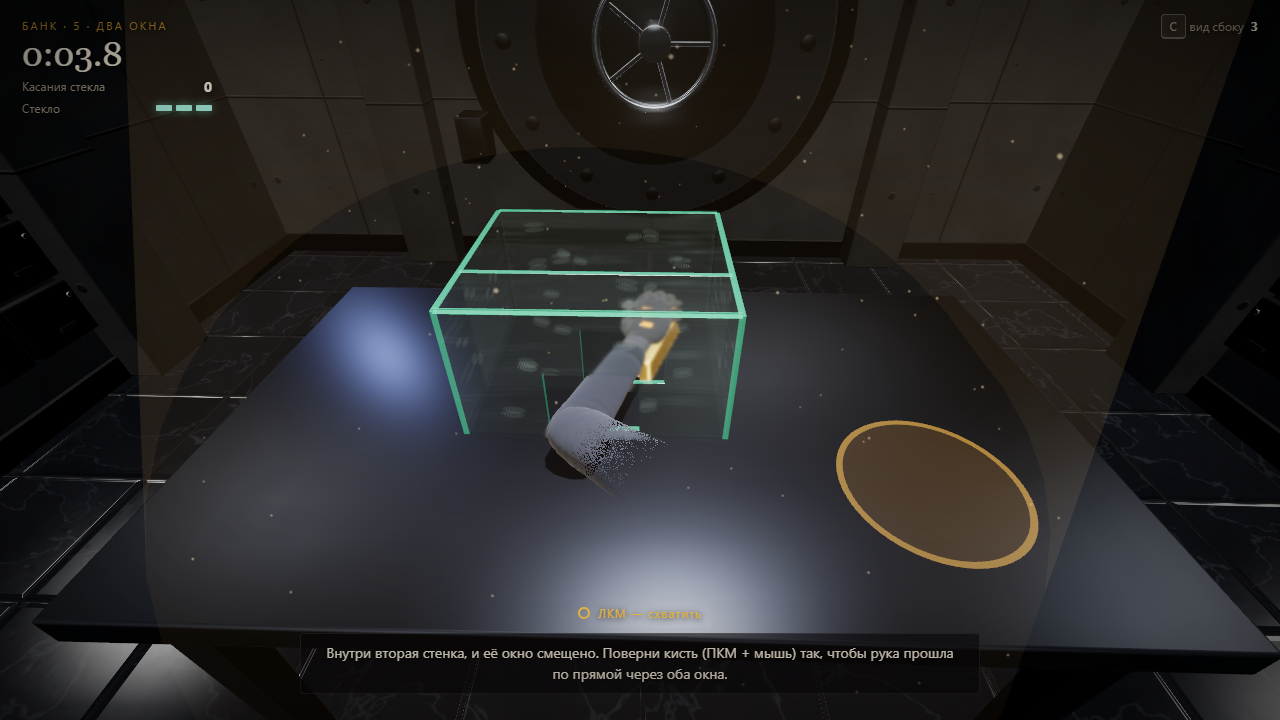 БАНК · 5 · ДВА ОКНА
0:03.8
Касания стекла 0
Стекло
C вид сбоку 3
ЛКМ — схватить
Внутри вторая стенка, и её окно смещено. Поверни кисть (ПКМ + мышь) так, чтобы рука прошла
по прямой через оба окна.